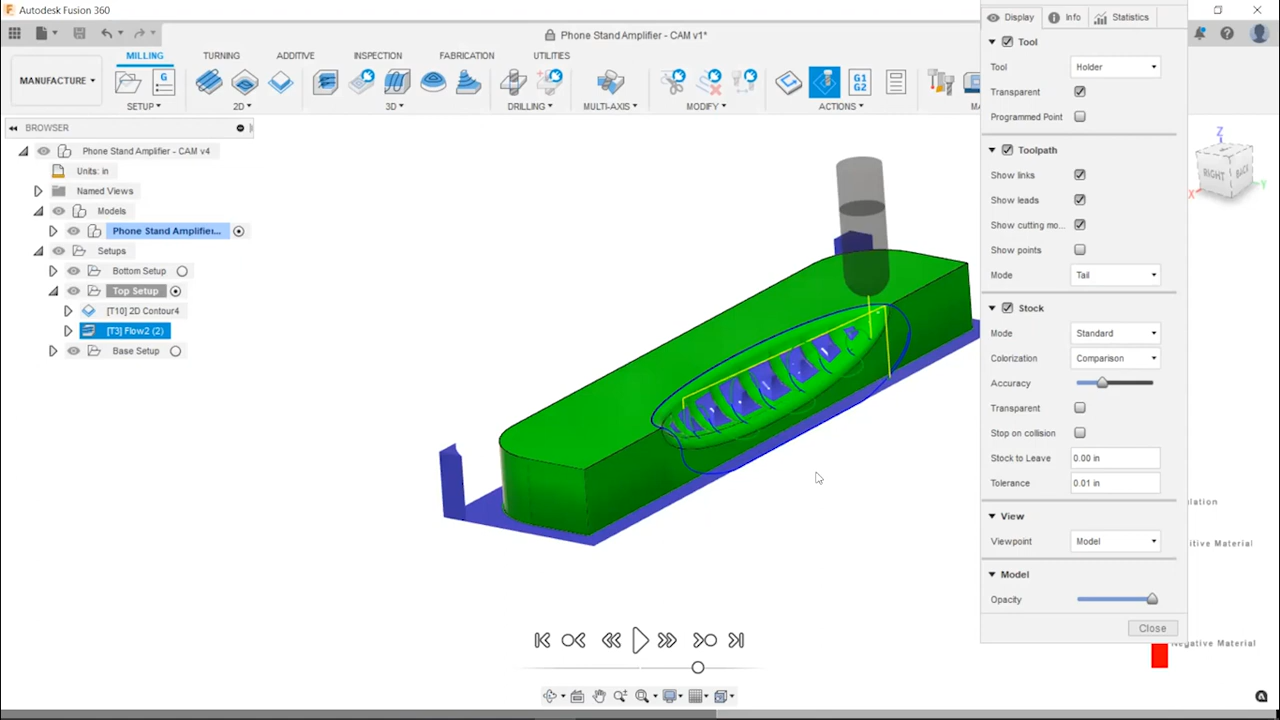 Autodesk Fusion 360
Phone Stand Amplifier - CAM v1*
MANUFACTURE
MILLING
TURNING
ADDITIVE
INSPECTION
FABRICATION
UTILITIES
SETUP
2D
3D
DRILLING
MULTI-AXIS
MODIFY
G1
G2
ACTIONS
MA
BROWSER
Phone Stand Amplifier - CAM v4
Units: in
Named Views
Models
Phone Stand Amplifier...
Setups
Bottom Setup
Top Setup
[T10] 2D Contour4
[T3] Flow2 (2)
Base Setup
Z
RIGHT
BACK
X
Y
Display
Info
Statistics
Tool
Tool Holder
Transparent
Programmed Point
Toolpath
Show links
Show leads
Show cutting mo...
Show points
Mode Tail
Stock
Mode Standard
Colorization Comparison
Accuracy
Transparent
Stop on collision
Stock to Leave 0.00 in
Tolerance 0.01 in
View
Viewpoint Model
Model
Opacity
Close
ulation
itive Material
Negative Material